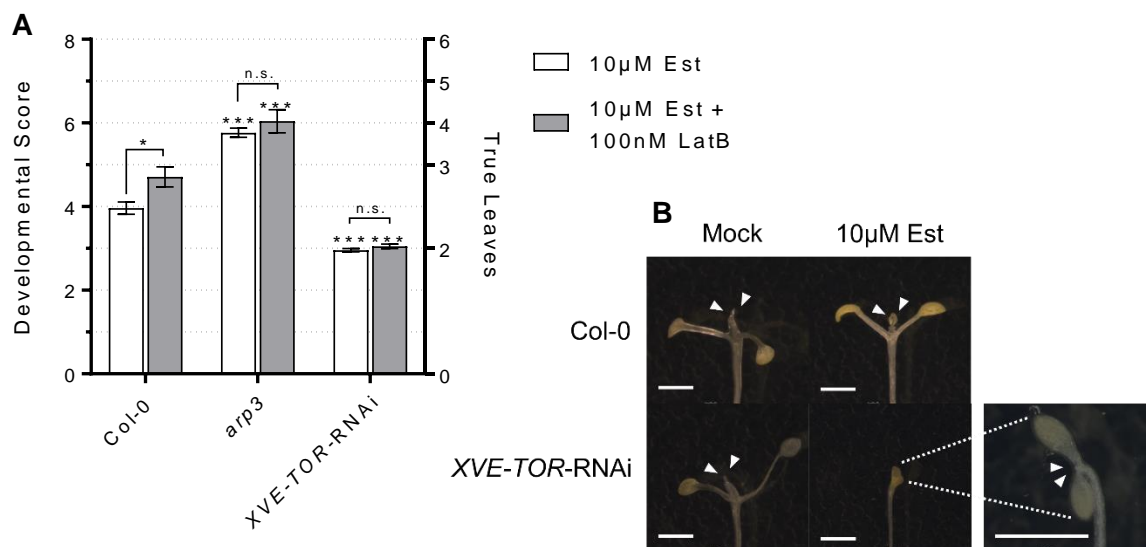 A
Developmental Score
8
6
4
2
0
6
5
4
3
2
0
True Leaves
*
n.s.
*** ***
n.s.
*** ***
Col-0
arp3
XVE-TOR-RNAi
10µM Est
10µM Est +
100nM LatB
B
Mock 10µM Est
Col-0
XVE-TOR-RNAi